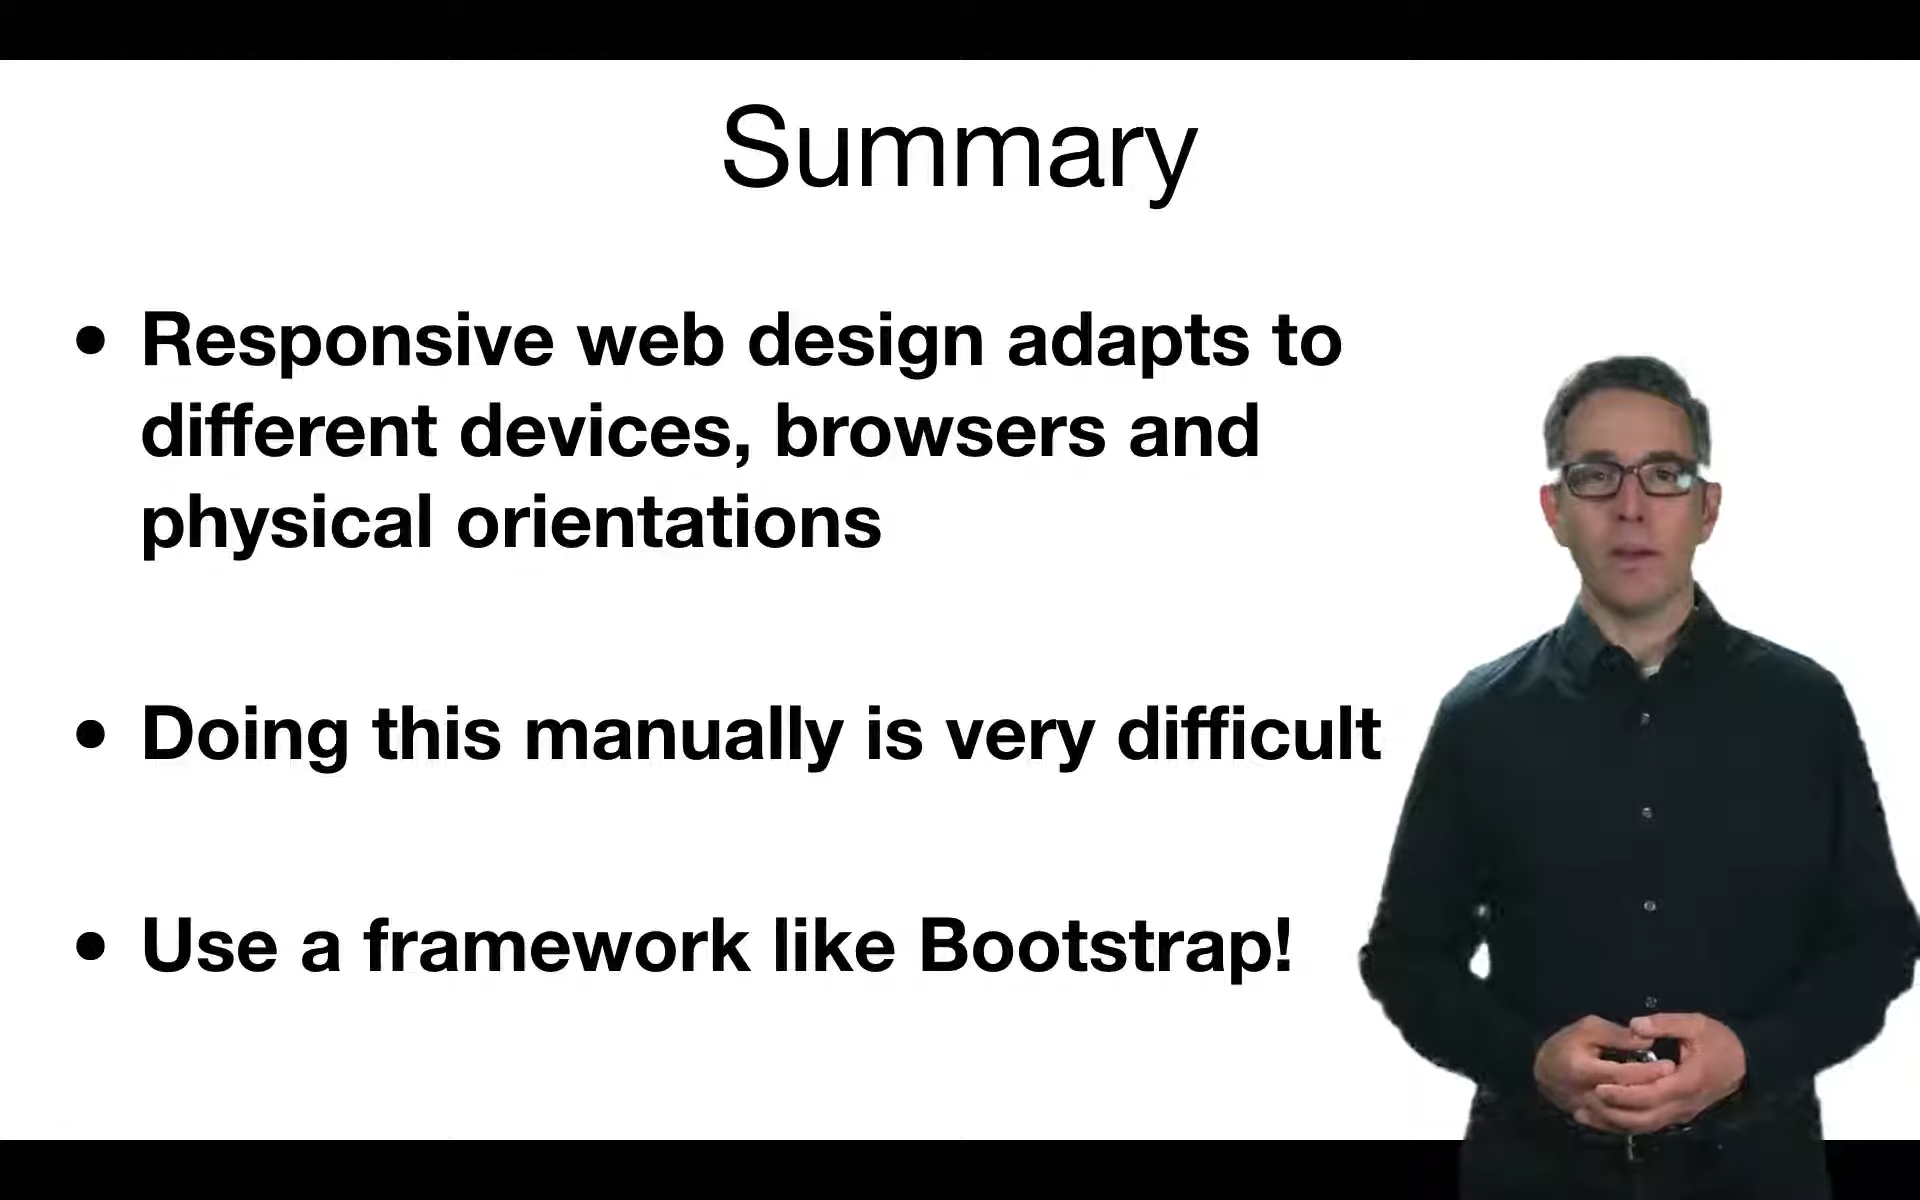 Summary
• Responsive web design adapts to
different devices, browsers and
physical orientations
• Doing this manually is very difficult
• Use a framework like Bootstrap!